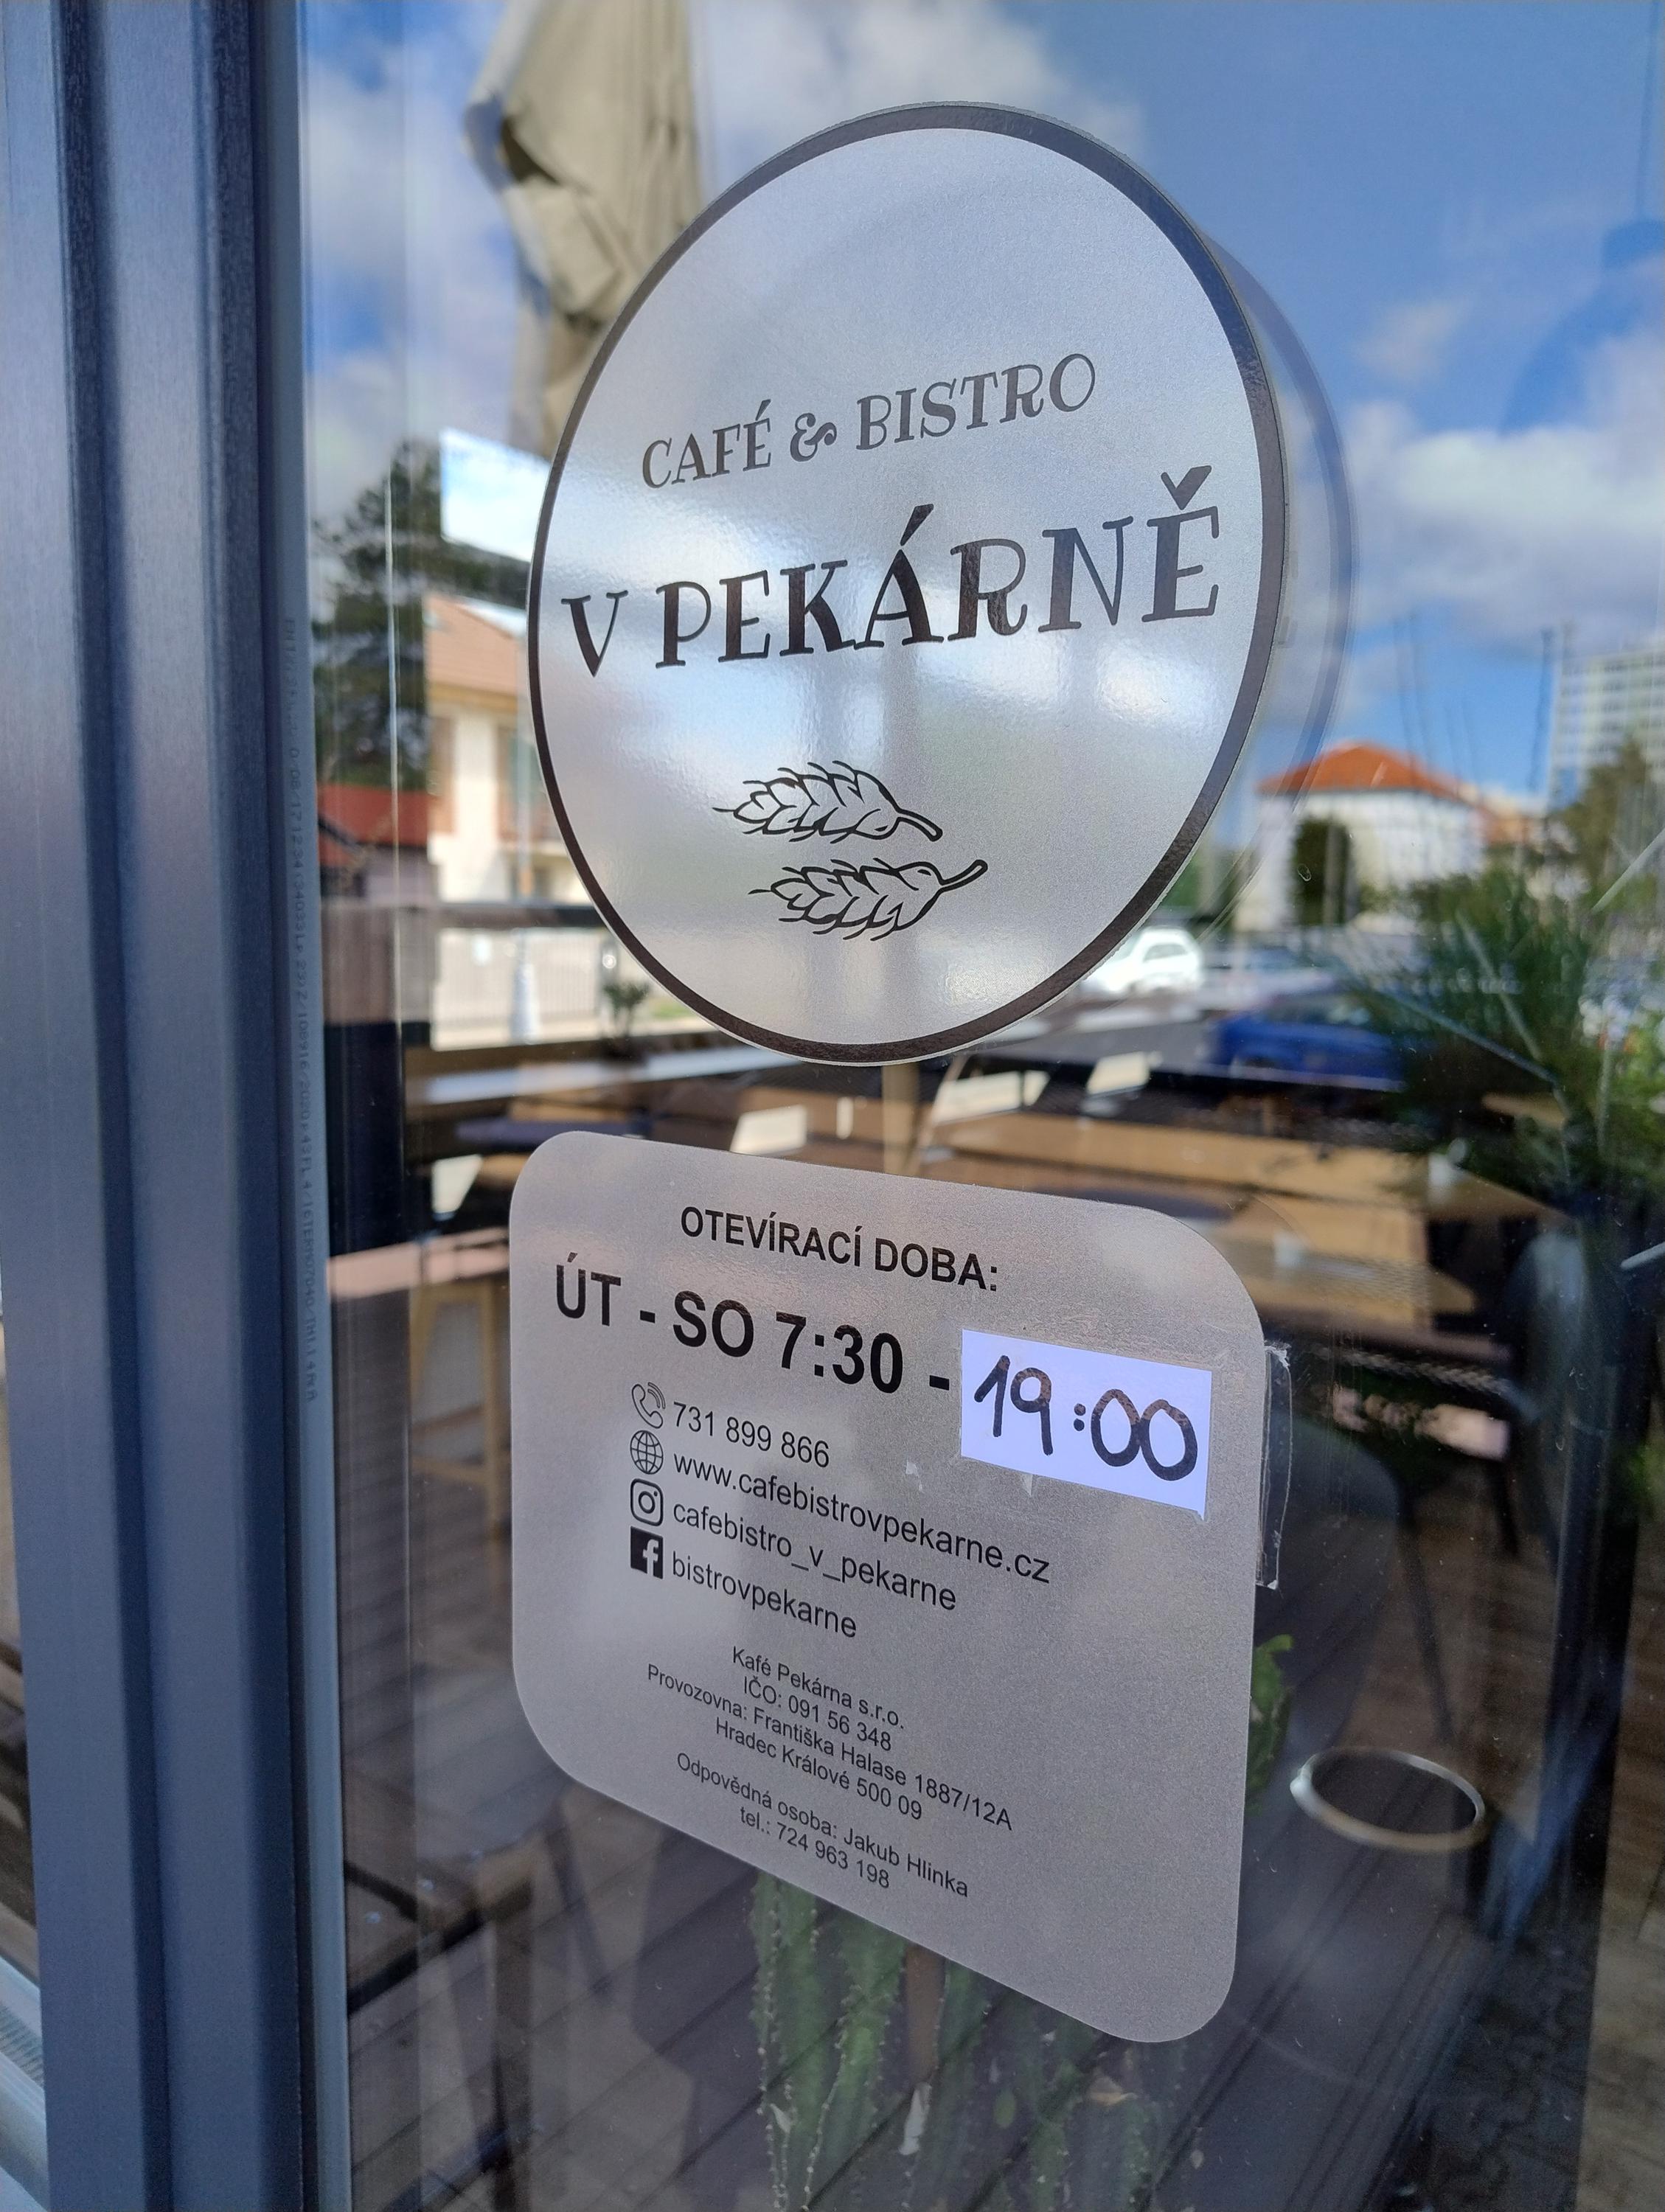 CAFÉ & BISTRO
V PEKÁRNĚ
OTEVÍRACÍ DOBA:
ÚT - SO 7:30 - 19:00
731 899 866
www.cafebistrovpekarne.cz
cafebistro_v_pekarne
bistrovpekarne
Kafé Pekárna s.r.o.
IČO: 091 56 348
Provozovna: Františka Halase 1887/12A
Hradec Králové 500 09
Odpovědná osoba: Jakub Hlinka
tel.: 724 963 198